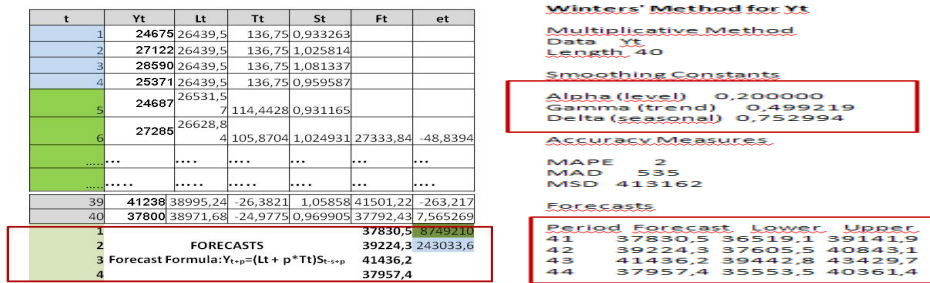 t Yt Lt Tt St Ft et
1 24675 26439,5 136,75 0,933263
2 27122 26439,5 136,75 1,025814
3 28590 26439,5 136,75 1,081337
4 25371 26439,5 136,75 0,959587
5 24687 26531,57 114,4428 0,931165
6 27285 26628,84 105,8704 1,024931 27333,84 -48,8394
..... ... .... .... ... ... ...
..... ..... ..... ..... ..... .... ....
39 41238 38995,24 -26,3821 1,05858 41501,22 -263,217
40 37800 38971,68 -24,9775 0,969905 37792,43 7,565269
1 37830,5 8749210
2 FORECASTS 39224,3 243033,6
3 Forecast Formula:Yt+p=(Lt + p*Tt)St-s+p 41436,2
4 37957,4
Winters' Method for Yt
Multiplicative Method
Data Yt
Length 40
Smoothing Constants
Alpha (level) 0,200000
Gamma (trend) 0,499219
Delta (seasonal) 0,752994
Accuracy Measures
MAPE 2
MAD 535
MSD 413162
Forecasts
Period Forecast Lower Upper
41 37830,5 36519,1 39141,9
42 39224,3 37605,5 40843,1
43 41436,2 39442,8 43429,7
44 37957,4 35553,5 40361,4